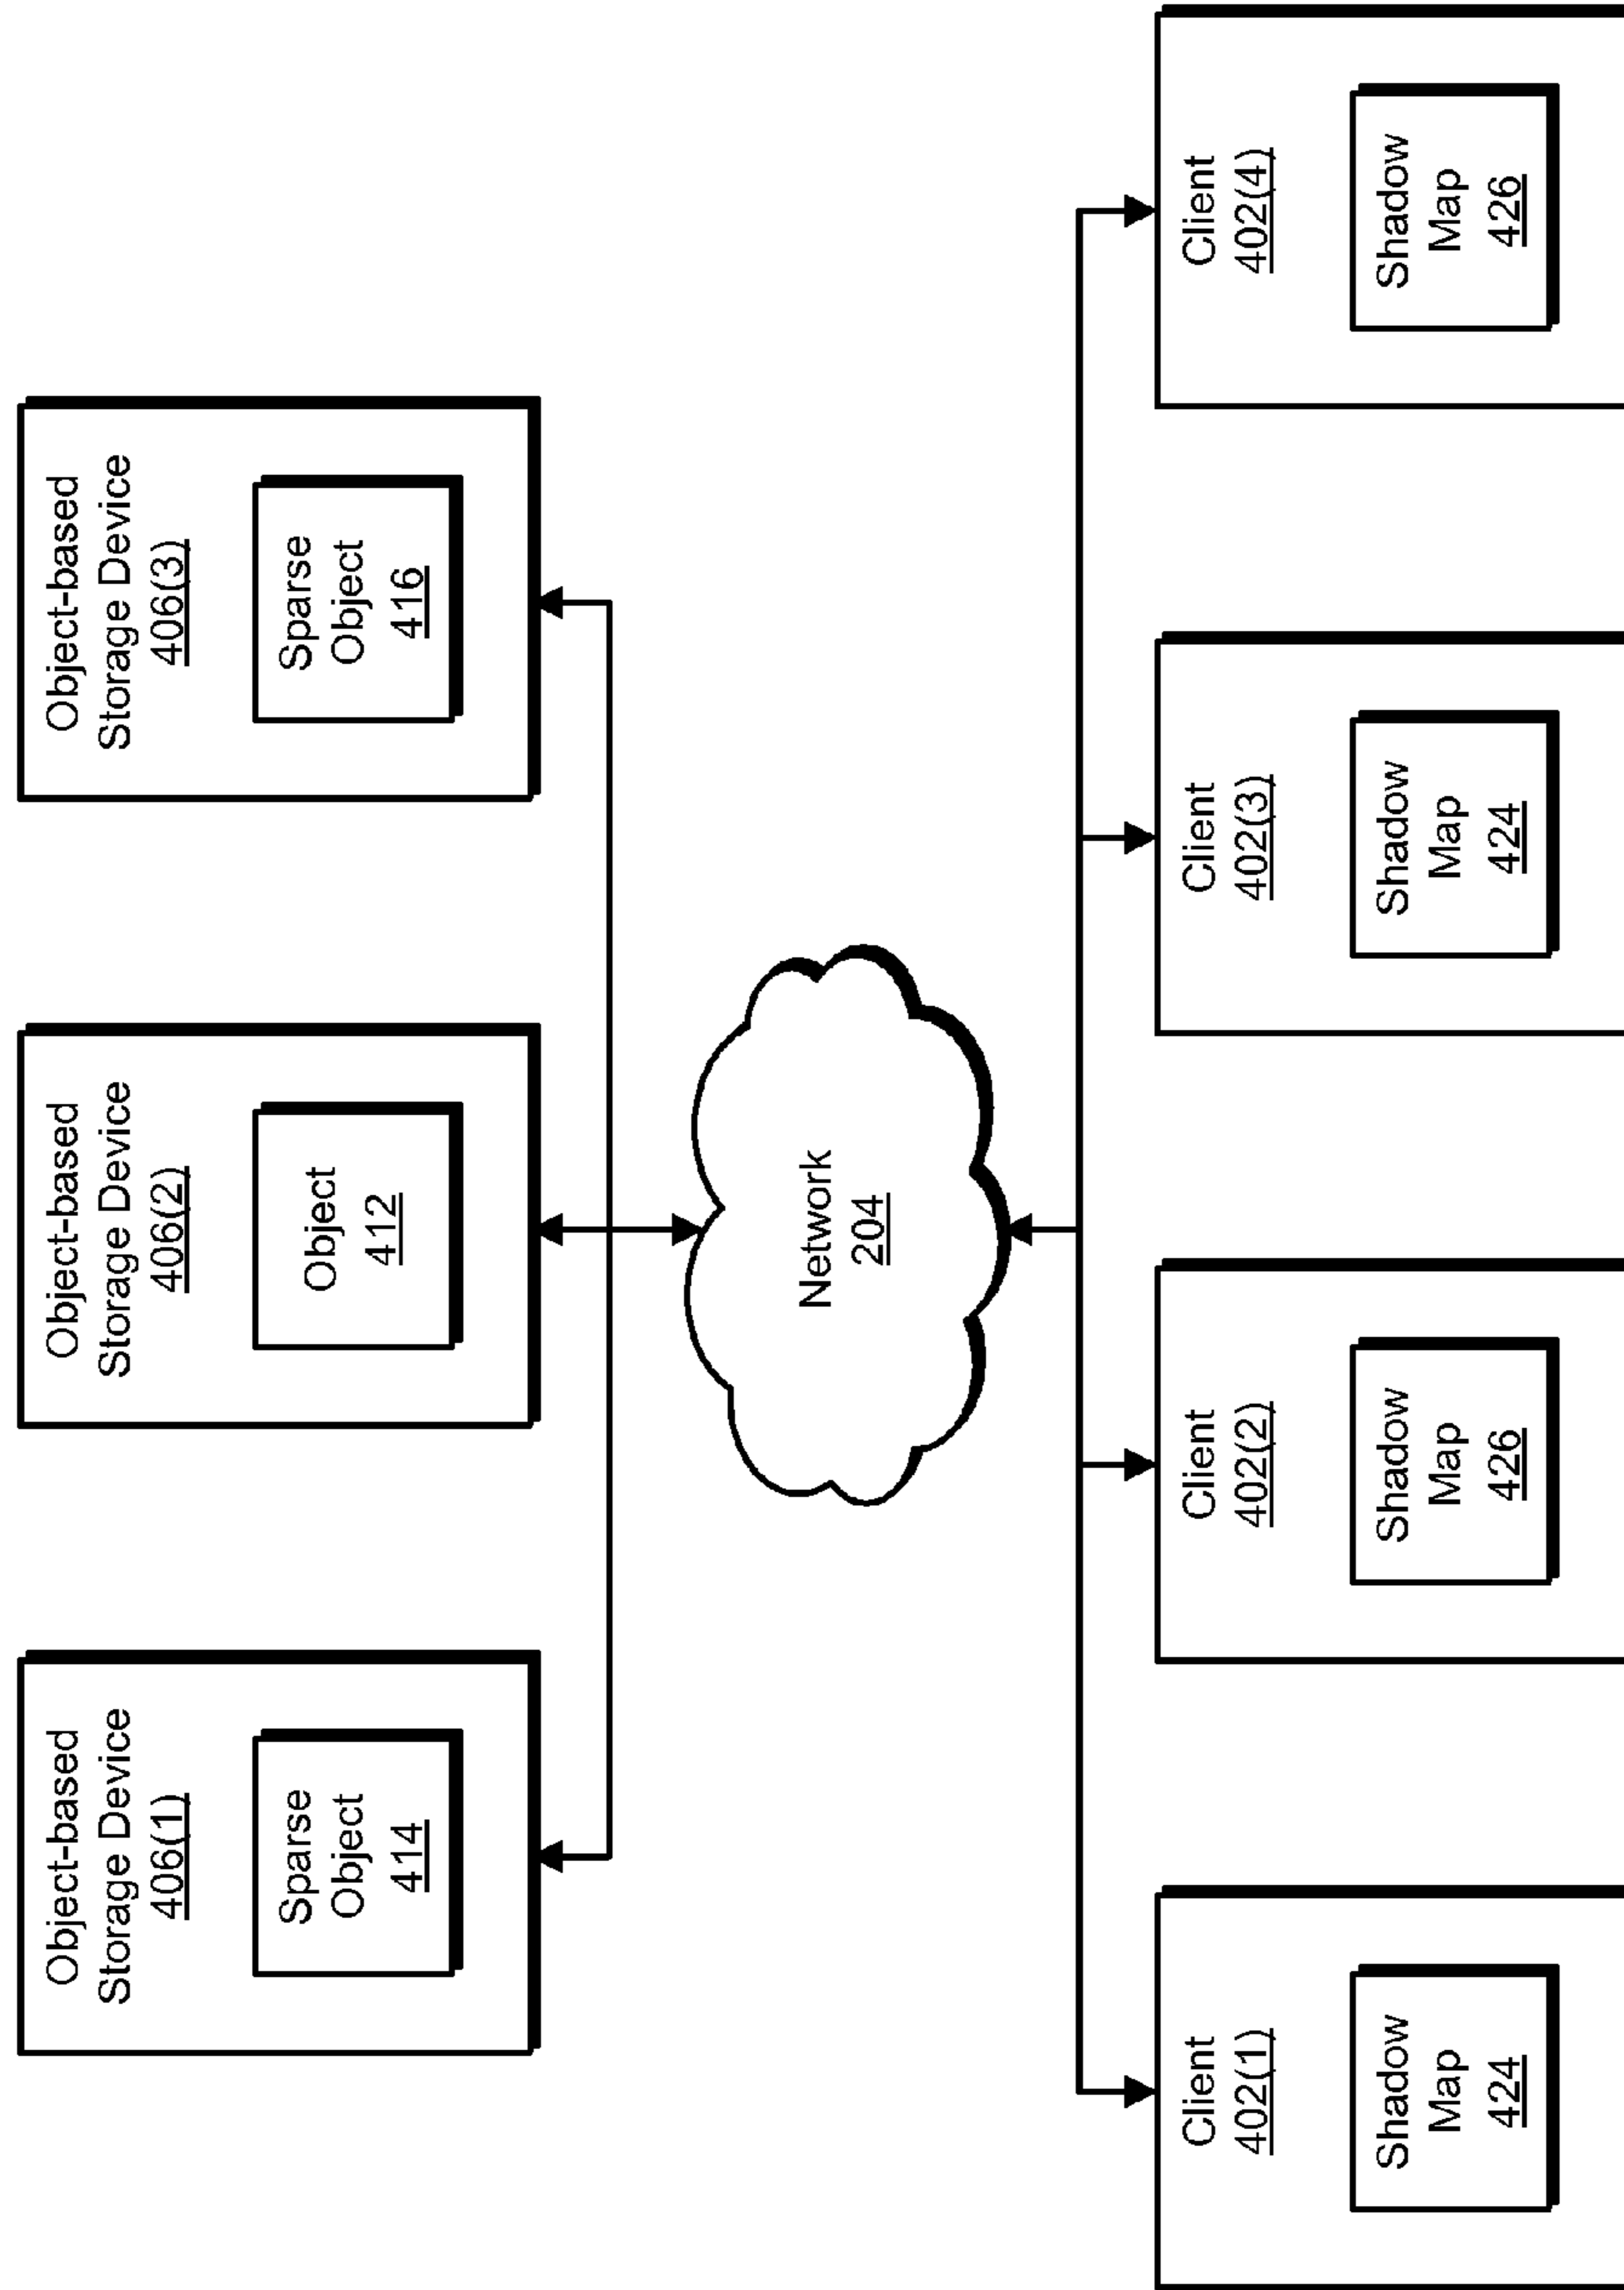 Object-based
Storage Device
406(1)
Sparse
Object
414
Object-based
Storage Device
406(2)
Object
412
Object-based
Storage Device
406(3)
Sparse
Object
416
Network
204
Client
402(1)
Shadow
Map
424
Client
402(2)
Shadow
Map
426
Client
402(3)
Shadow
Map
424
Client
402(4)
Shadow
Map
426